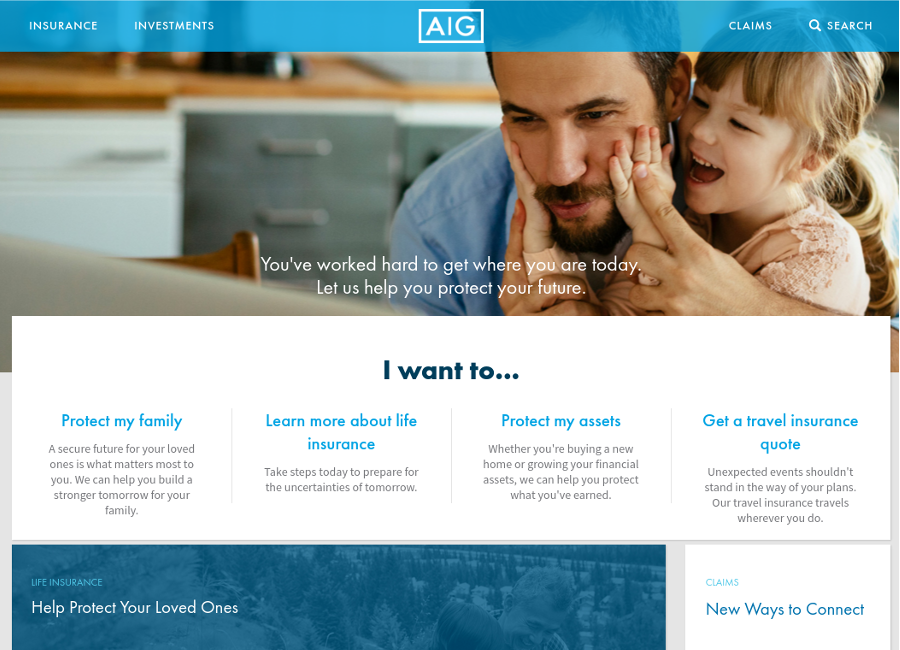 INSURANCE
INVESTMENTS
AIG
CLAIMS
SEARCH
You've worked hard to get where you are today.
Let us help you protect your future.
I want to...
Protect my family
A secure future for your loved
ones is what matters most to
you. We can help you build a
stronger tomorrow for your
family.
Learn more about life
insurance
Take steps today to prepare for
the uncertainties of tomorrow.
Protect my assets
Whether you're buying a new
home or growing your financial
assets, we can help you protect
what you've earned.
Get a travel insurance
quote
Unexpected events shouldn't
stand in the way of your plans.
Our travel insurance travels
wherever you do.
LIFE INSURANCE
Help Protect Your Loved Ones
CLAIMS
New Ways to Connect